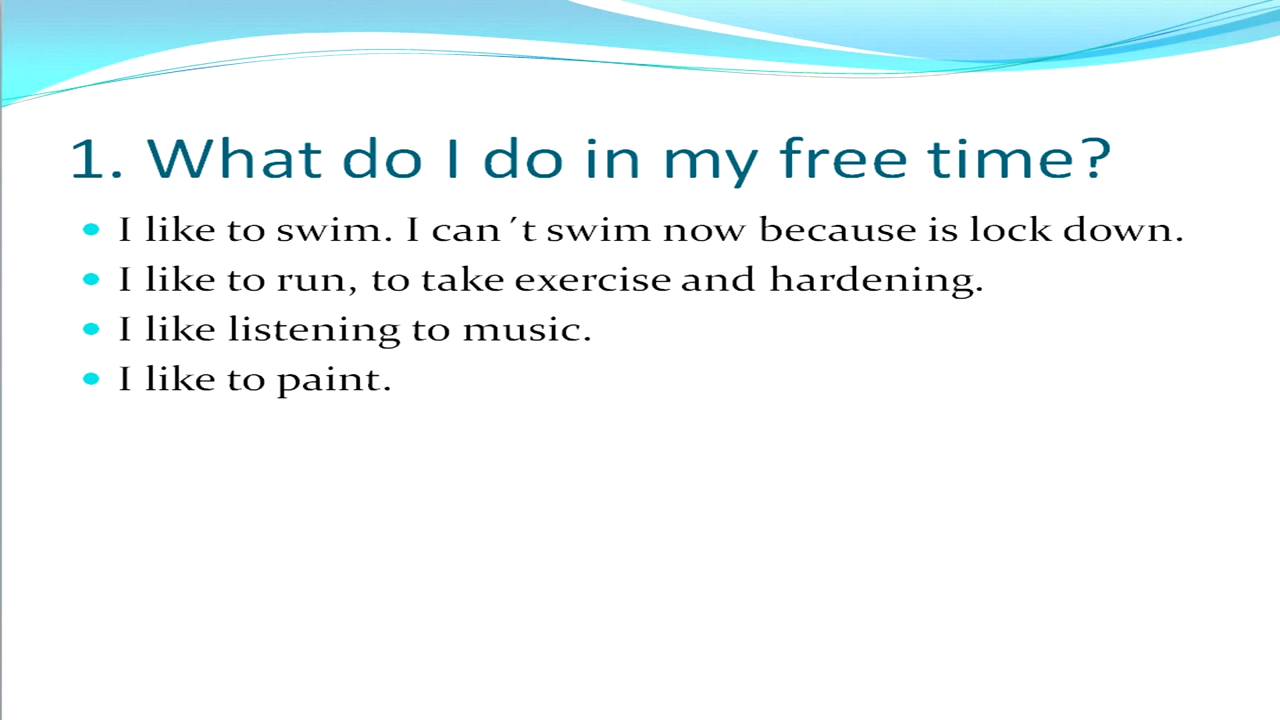 1. What do I do in my free time?
• I like to swim. I can´t swim now because is lock down.
• I like to run, to take exercise and hardening.
• I like listening to music.
• I like to paint.